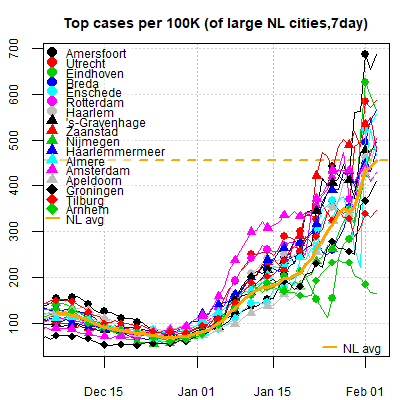 Top cases per 100K (of large NL cities,7day)
700
600
500
400
300
200
100
Amersfoort
Utrecht
Eindhoven
Breda
Enschede
Rotterdam
Haarlem
's-Gravenhage
Zaanstad
Nijmegen
Haarlemmermeer
Almere
Amsterdam
Apeldoorn
Groningen
Tilburg
Arnhem
NL avg
NL avg
Dec 15
Jan 01
Jan 15
Feb 01